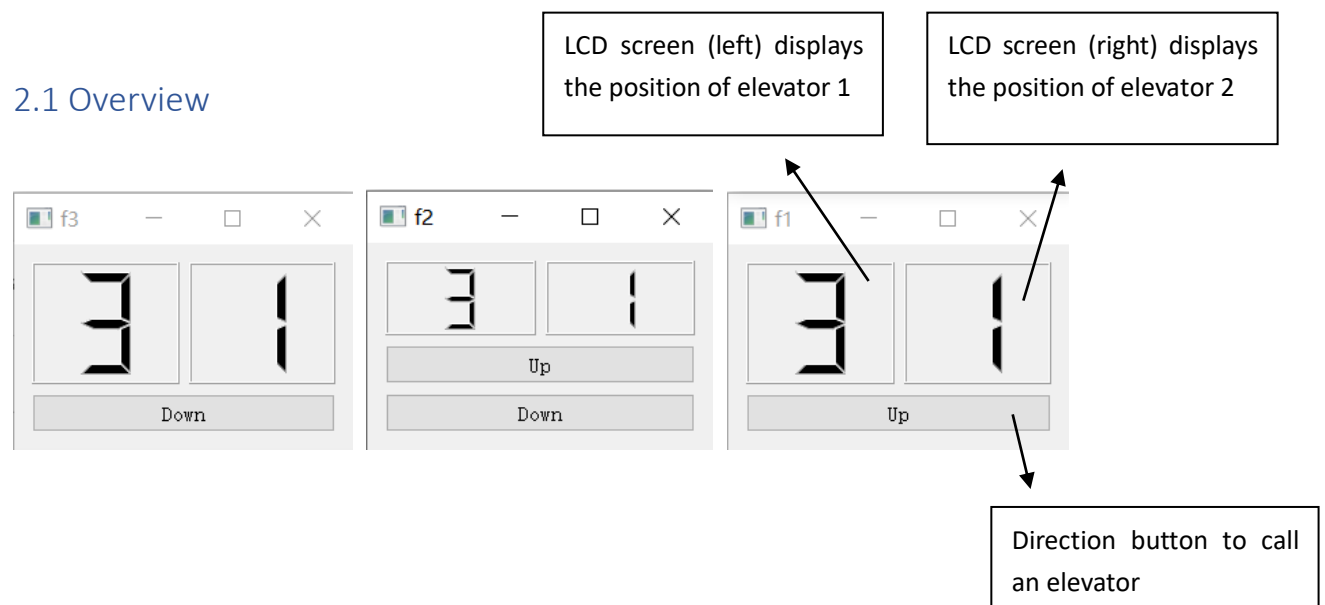 LCD screen (left) displays
the position of elevator 1
LCD screen (right) displays
the position of elevator 2
2.1 Overview
f3
f2
f1
3 1
3 1
3 1
Down
Up
Down
Up
Direction button to call
an elevator